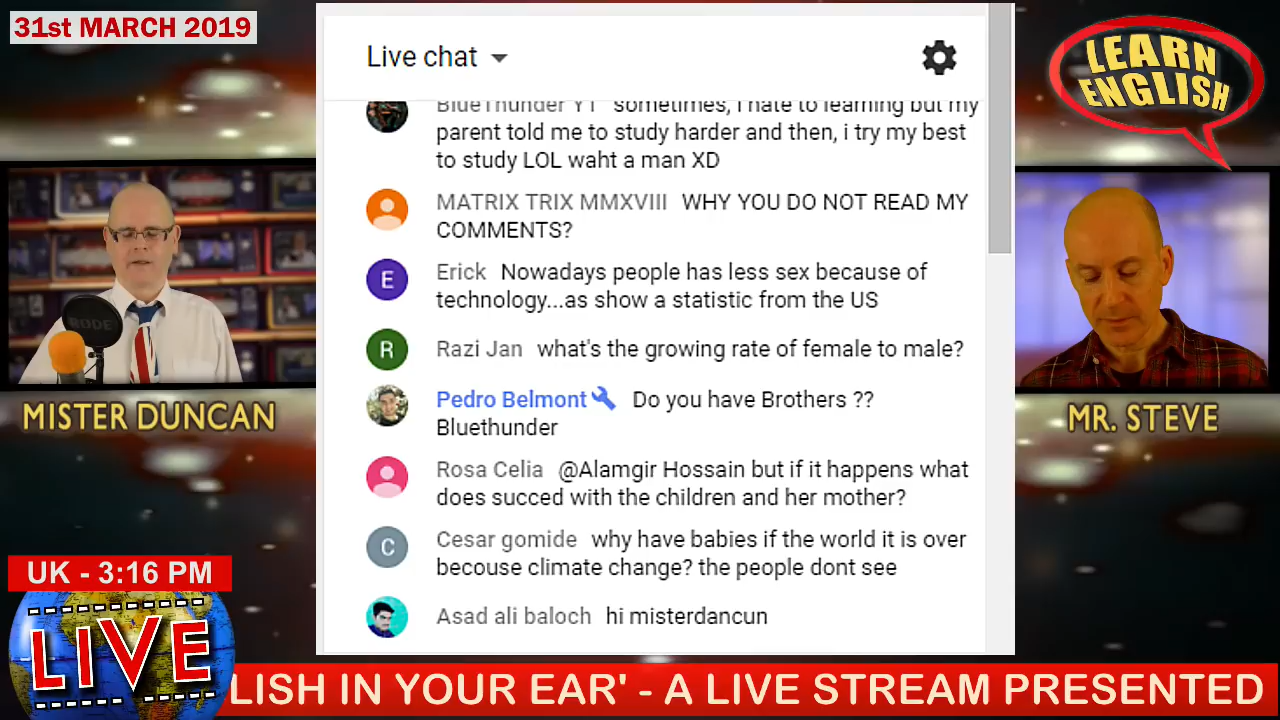 31st MARCH 2019
Live chat
LEARN
ENGLISH
BlueThunder YT sometimes, i hate to learning but my
parent told me to study harder and then, i try my best
to study LOL waht a man XD
MATRIX TRIX MMXVIII WHY YOU DO NOT READ MY
COMMENTS?
E
Erick Nowadays people has less sex because of
technology...as show a statistic from the US
R
Razi Jan what's the growing rate of female to male?
Pedro Belmont Do you have Brothers ??
Bluethunder
Rosa Celia @Alamgir Hossain but if it happens what
does succed with the children and her mother?
C
Cesar gomide why have babies if the world it is over
becouse climate change? the people dont see
Asad ali baloch hi misterdancun
RODE
MISTER DUNCAN
MR. STEVE
UK - 3:16 PM
LIVE
LISH IN YOUR EAR' - A LIVE STREAM PRESENTED